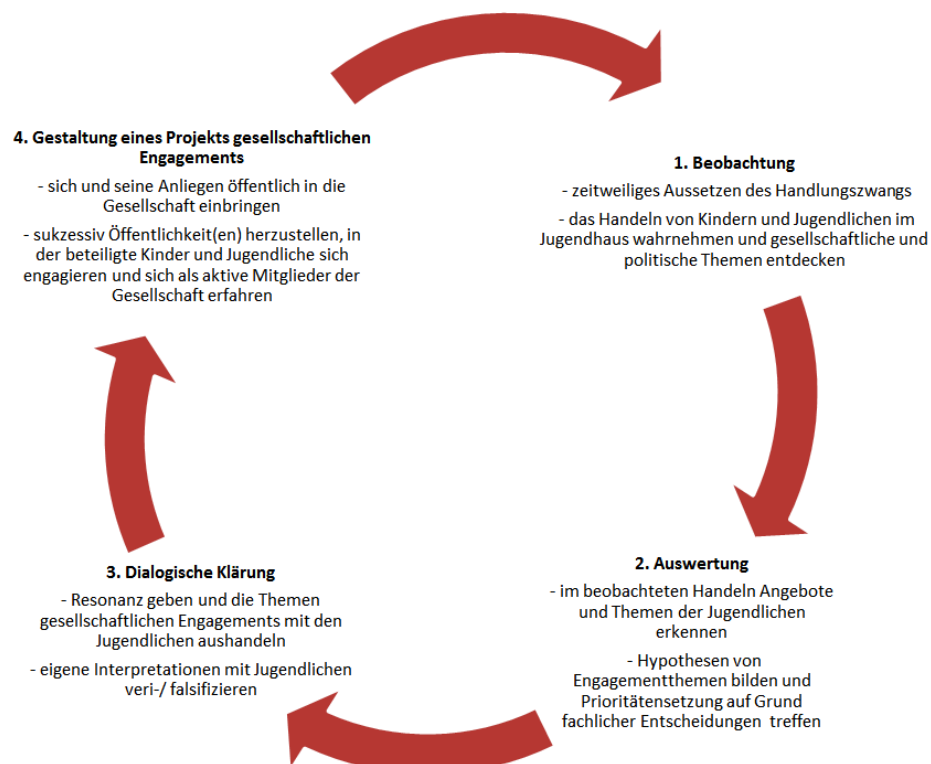 1. Beobachtung
- zeitweiliges Aussetzen des Handlungszwangs
- das Handeln von Kindern und Jugendlichen im
Jugendhaus wahrnehmen und gesellschaftliche und
politische Themen entdecken
2. Auswertung
- im beobachteten Handeln Angebote
und Themen der Jugendlichen
erkennen
- Hypothesen von
Engagementthemen bilden und
Prioritätensetzung auf Grund
fachlicher Entscheidungen  treffen
3. Dialogische Klärung
- Resonanz geben und die Themen
gesellschaftlichen Engagements mit den
Jugendlichen aushandeln
- eigene Interpretationen mit Jugendlichen
veri-/ falsifizieren
4. Gestaltung eines Projekts gesellschaftlichen
Engagements
- sich und seine Anliegen öffentlich in die
Gesellschaft einbringen
- sukzessiv Öffentlichkeit(en) herzustellen, in
der beteiligte Kinder und Jugendliche sich
engagieren und sich als aktive Mitglieder der
Gesellschaft erfahren